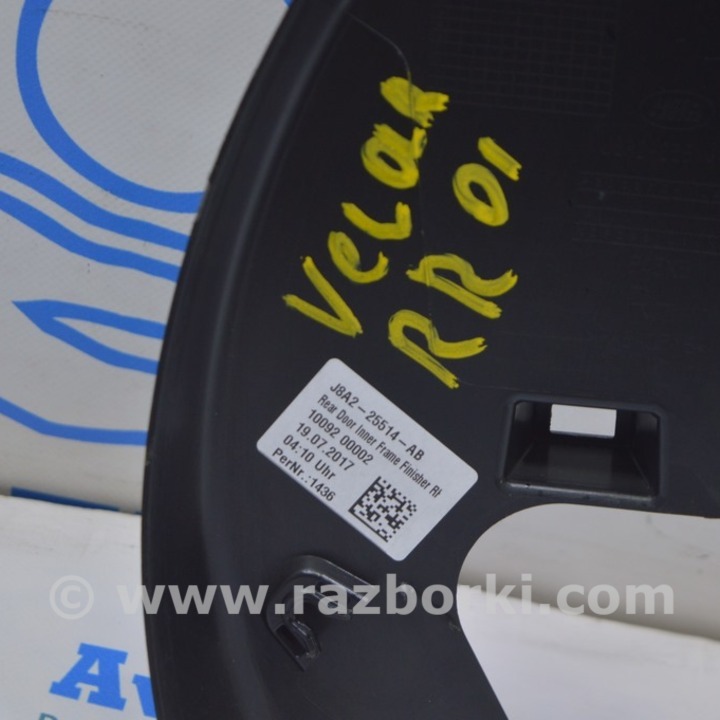 VeLaR
RR 01
J8A2-25514-AB
Rear Door Inner Frame Finisher RH
10092 00002
19.07.2017
04:10 Uhr
PerNr.:1436
© www.razborki.com